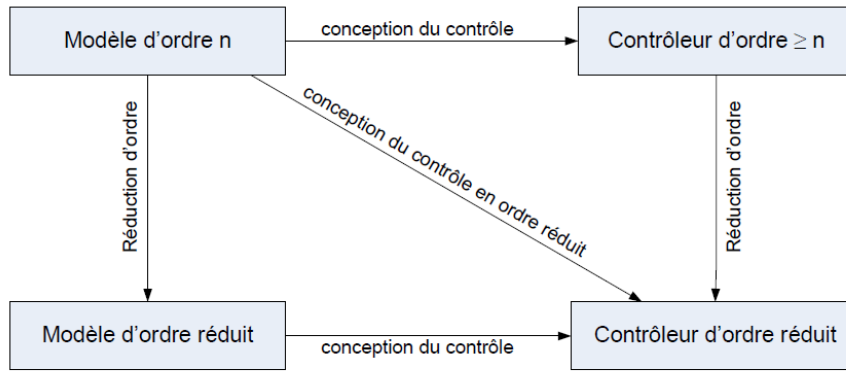 Modèle d'ordre n
conception du contrôle
Contrôleur d'ordre ≥ n
Réduction d'ordre
conception du contrôle en ordre réduit
Réduction d'ordre
Modèle d'ordre réduit
conception du contrôle
Contrôleur d'ordre réduit